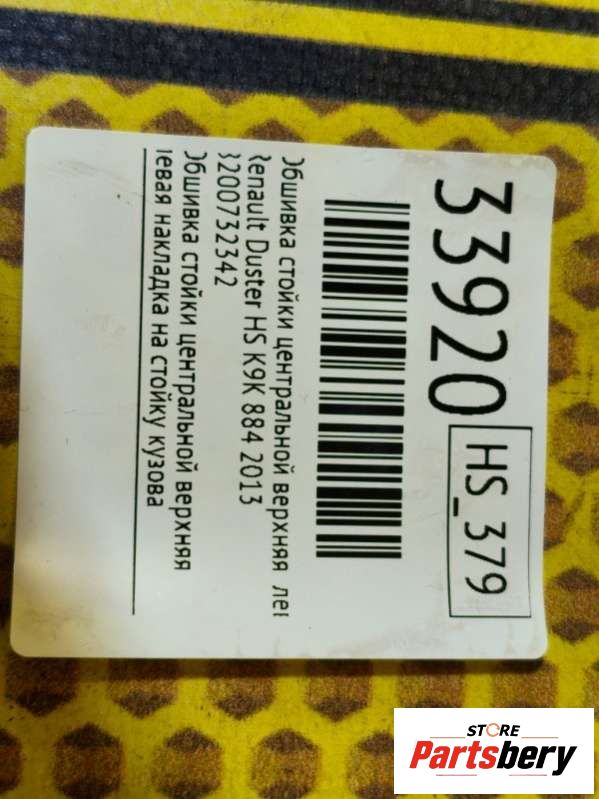 33920
HS_379
Обшивка стойки центральной верхняя лев
Renault Duster HS K9K 884 2013
8200732342
Обшивка стойки центральной верхняя
левая накладка на стойку кузова
STORE
Partsbery